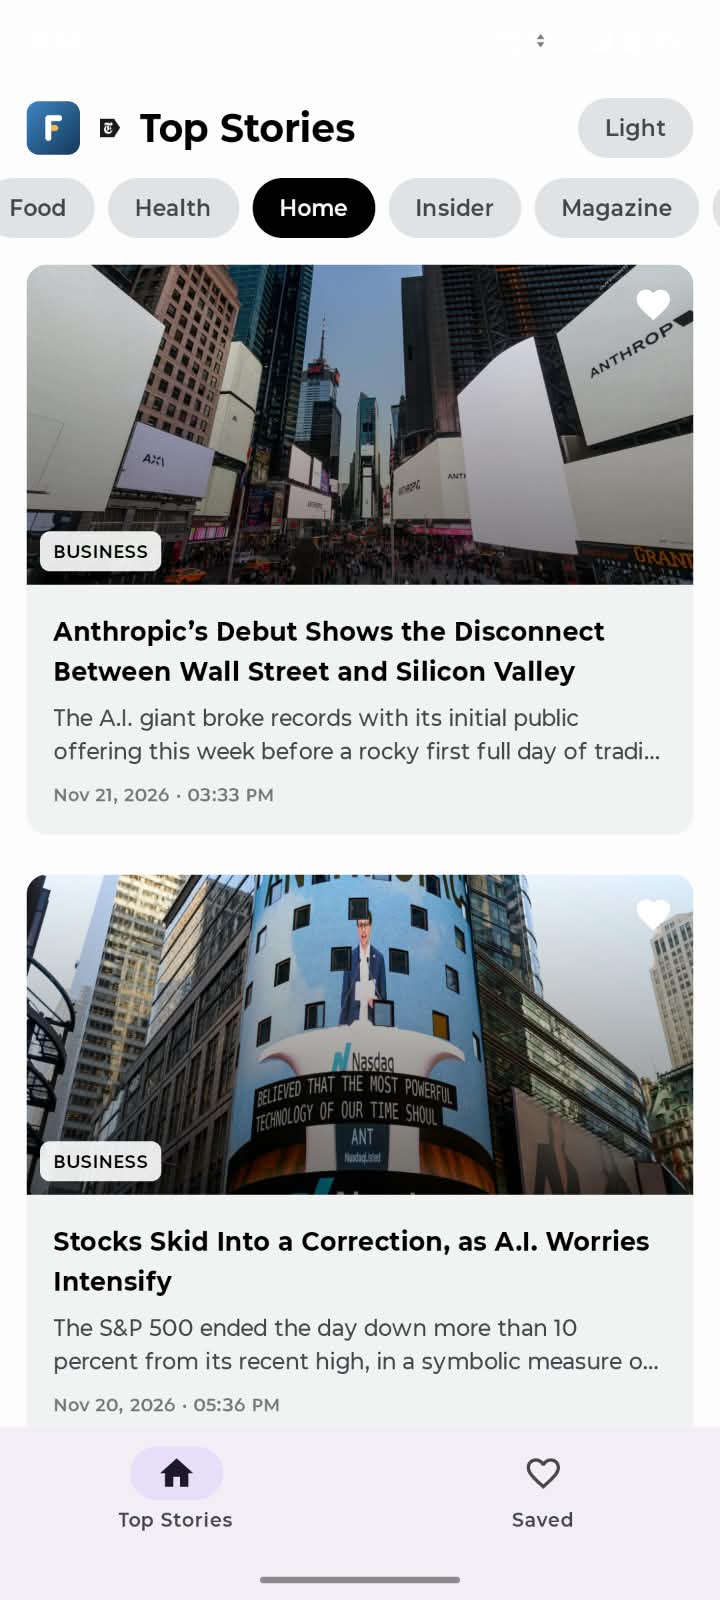 F
Top Stories
Light
Food
Health
Home
Insider
Magazine
ANTHROP
ANTHROPIC
ANT
GRAN
BUSINESS
Anthropic’s Debut Shows the Disconnect
Between Wall Street and Silicon Valley
The A.I. giant broke records with its initial public
offering this week before a rocky first full day of tradi...
Nov 21, 2026 · 03:33 PM
Nasdaq
BELIEVED THAT THE MOST POWERFUL
TECHNOLOGY OF OUR TIME SHOUL
ANT
NasdaqListed
BUSINESS
Stocks Skid Into a Correction, as A.I. Worries
Intensify
The S&P 500 ended the day down more than 10
percent from its recent high, in a symbolic measure o...
Nov 20, 2026 · 05:36 PM
Top Stories
Saved